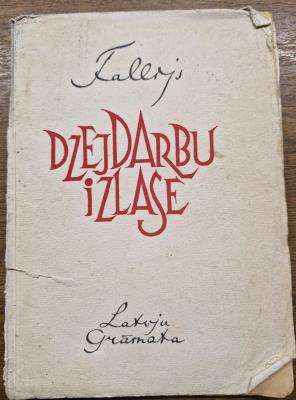 Fallijs
DZEJDARBU
iZLASE
Latvju
Grāmata